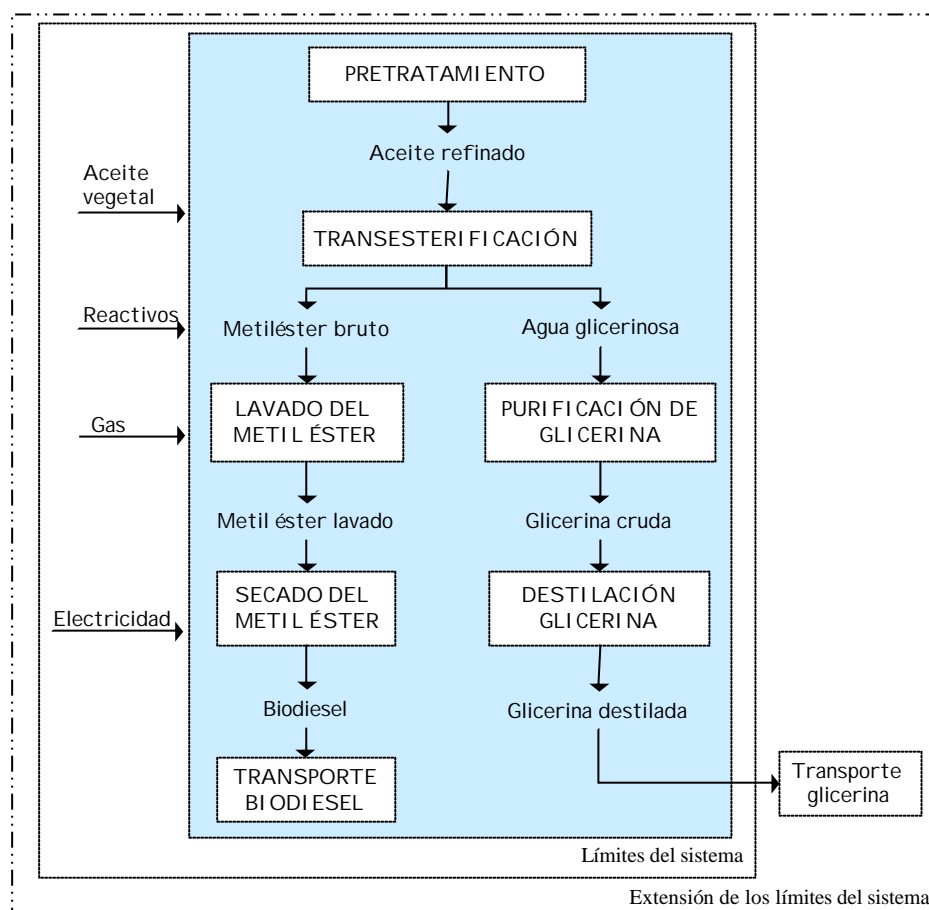 PRETRATAMIENTO
Aceite refinado
Aceite
vegetal
TRANSESTERIFICACIÓN
Reactivos
Metiléster bruto
Agua glicerinosa
LAVADO DEL
METIL ÉSTER
PURIFICACIÓN DE
GLICERINA
Gas
Metil éster lavado
Glicerina cruda
SECADO DEL
METIL ÉSTER
DESTILACIÓN
GLICERINA
Electricidad
Biodiesel
Glicerina destilada
TRANSPORTE
BIODIESEL
Transporte
glicerina
Límites del sistema
Extensión de los límites del sistema